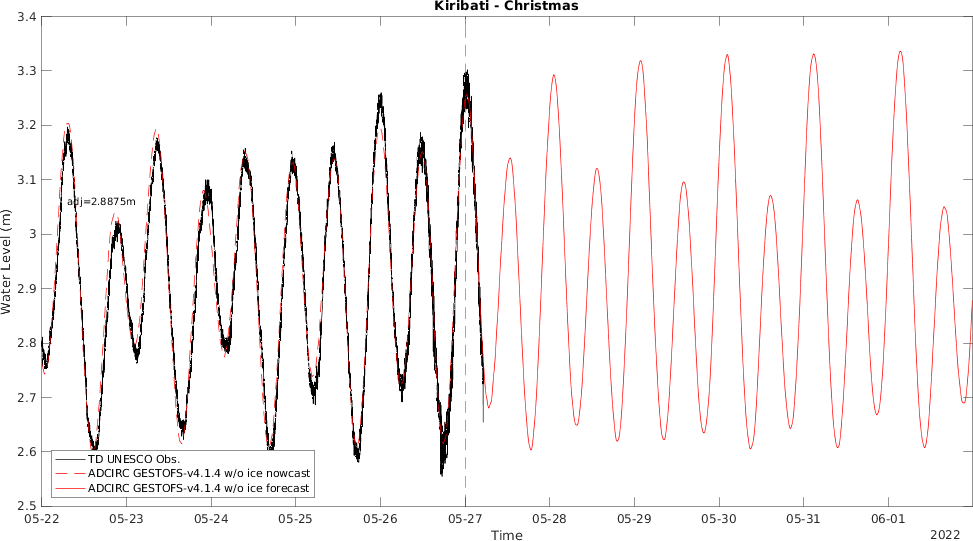 Kiribati - Christmas
3.4
3.3
3.2
3.1
3
2.9
2.8
2.7
2.6
2.5
Water Level (m)
adj=2.8875m
TD UNESCO Obs.
ADCIRC GESTOFS-v4.1.4 w/o ice nowcast
ADCIRC GESTOFS-v4.1.4 w/o ice forecast
05-22 05-23 05-24 05-25 05-26 05-27 05-28 05-29 05-30 05-31 06-01
Time
2022